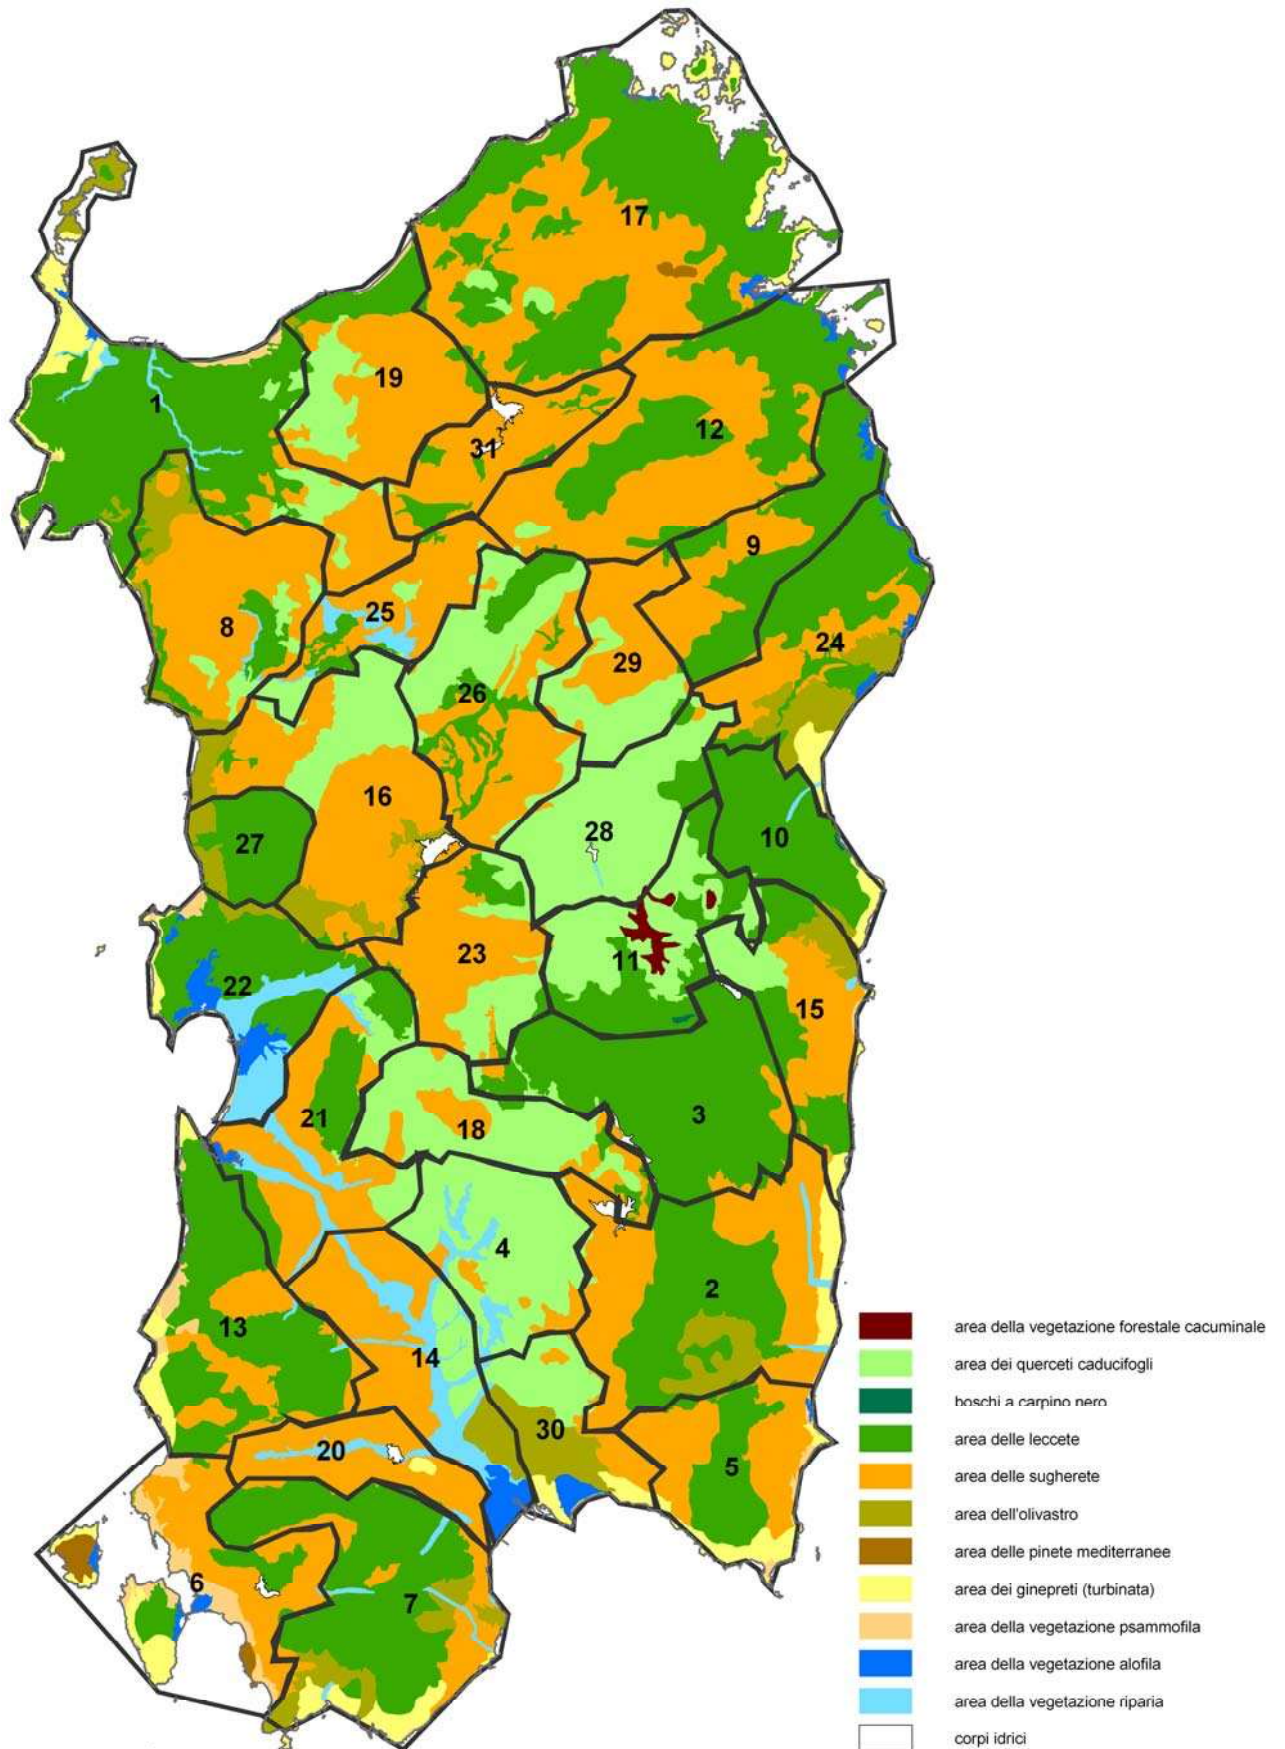 17
19
1
12
31
9
8
25
24
29
26
16
28
10
27
11
23
22
15
3
21
18
4
2
13
14
30
20
5
6
7
area della vegetazione forestale cacuminale
area dei querceti caducifogli
boschi a carpino nero
area delle leccete
area delle sugherete
area dell'olivastro
area delle pinete mediterranee
area dei ginepreti (turbinata)
area della vegetazione psammofila
area della vegetazione alofila
area della vegetazione riparia
corpi idrici